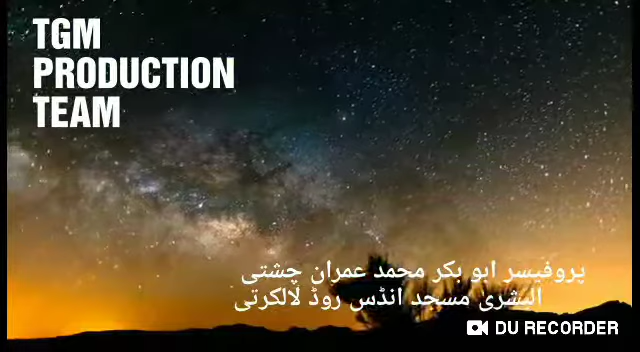 TGM
PRODUCTION
TEAM
پروفیسر ابو بکر محمد عمران چشتی
البشریٰ مسجد انڈس روڈ لالکرتی
DU RECORDER